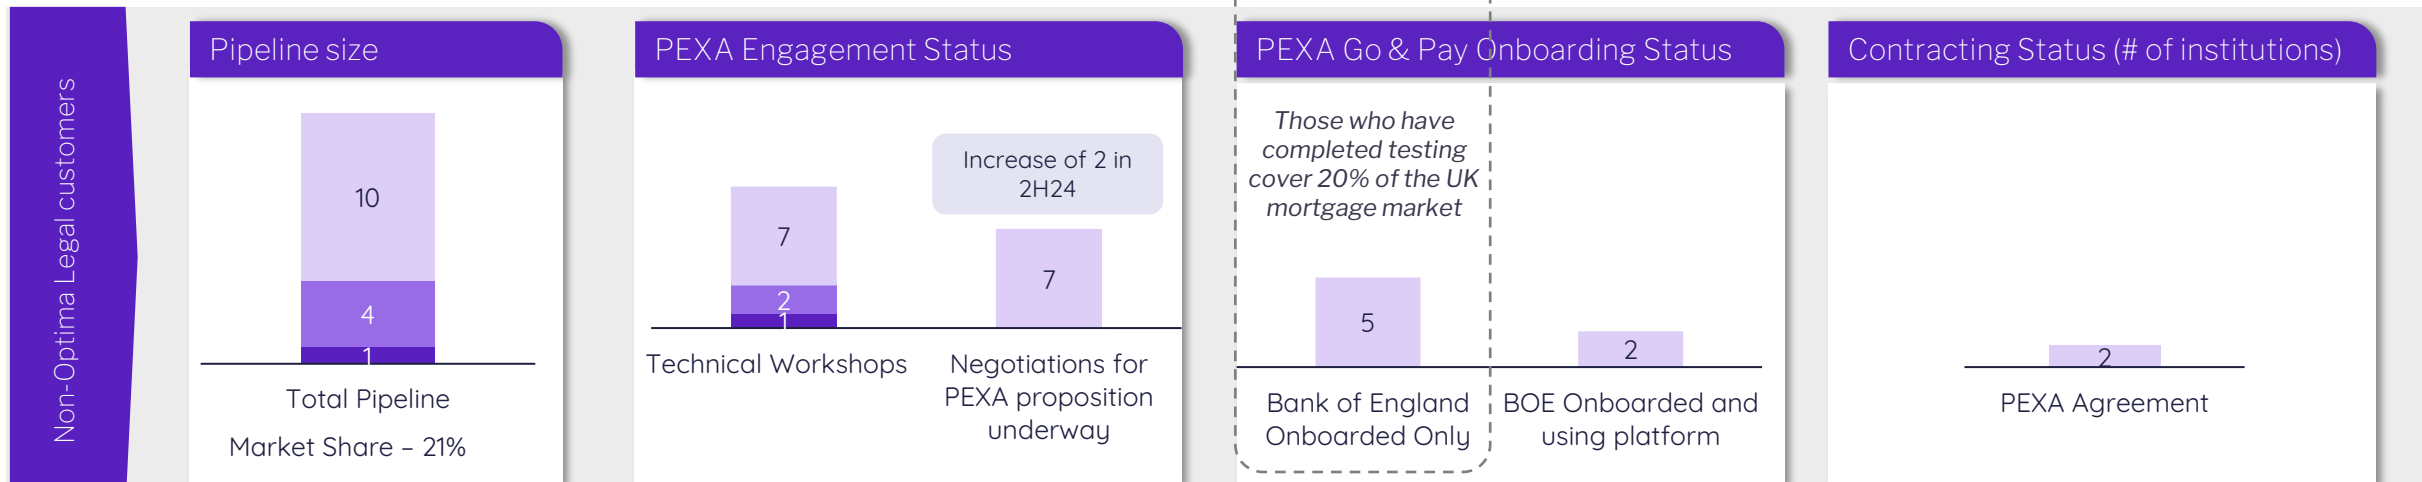 Non-Optima Legal customers
Pipeline size
10
4
1
Total Pipeline
Market Share – 21%
PEXA Engagement Status
7
2
1
Technical Workshops
Increase of 2 in
2H24
7
Negotiations for
PEXA proposition
underway
PEXA Go & Pay Onboarding Status
Those who have
completed testing
cover 20% of the UK
mortgage market
5
Bank of England
Onboarded Only
2
BOE Onboarded and
using platform
Contracting Status (# of institutions)
2
PEXA Agreement